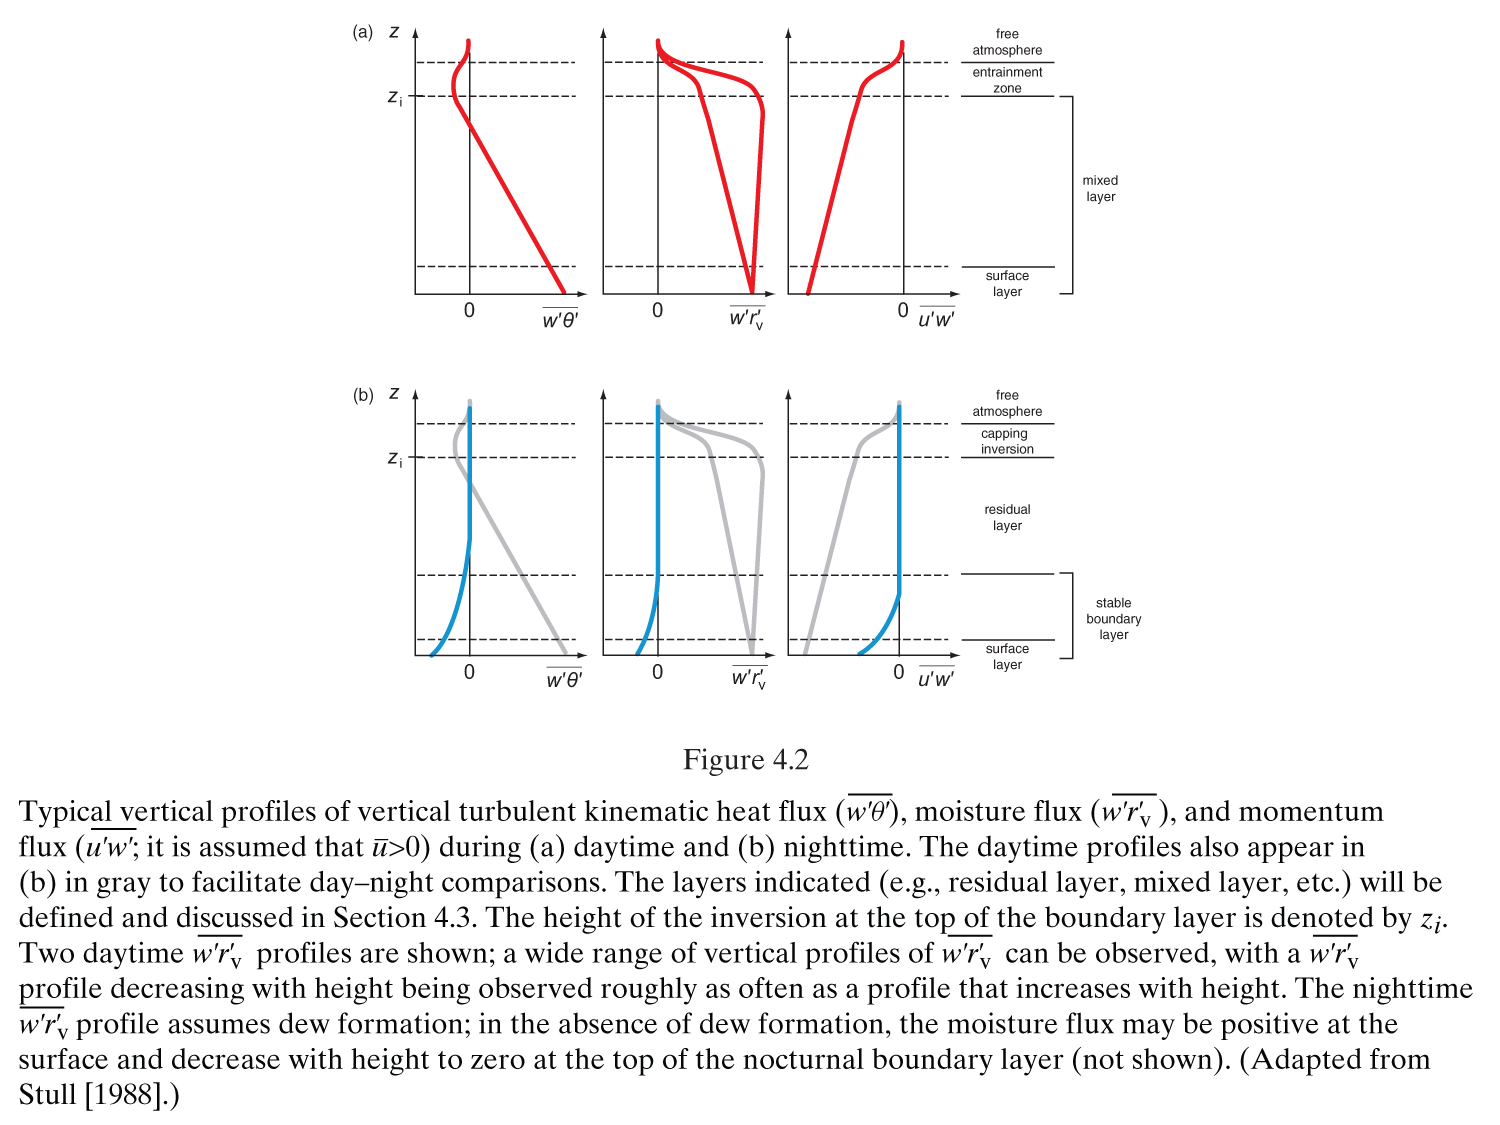 (a) z
z_i
0
w'θ'
0
w'r'_v
0
u'w'
free
atmosphere
entrainment
zone
mixed
layer
surface
layer
(b) z
z_i
0
w'θ'
0
w'r'_v
0
u'w'
free
atmosphere
capping
inversion
residual
layer
stable
boundary
layer
surface
layer
Figure 4.2
Typical vertical profiles of vertical turbulent kinematic heat flux (w̅'̅θ̅'̅), moisture flux (w̅'̅r̅'̅_v), and momentum
flux (u̅'̅w̅'̅; it is assumed that u̅>0) during (a) daytime and (b) nighttime. The daytime profiles also appear in
(b) in gray to facilitate day–night comparisons. The layers indicated (e.g., residual layer, mixed layer, etc.) will be
defined and discussed in Section 4.3. The height of the inversion at the top of the boundary layer is denoted by z_i.
Two daytime w̅'̅r̅'̅_v profiles are shown; a wide range of vertical profiles of w̅'̅r̅'̅_v can be observed, with a w̅'̅r̅'̅_v
profile decreasing with height being observed roughly as often as a profile that increases with height. The nighttime
w̅'̅r̅'̅_v profile assumes dew formation; in the absence of dew formation, the moisture flux may be positive at the
surface and decrease with height to zero at the top of the nocturnal boundary layer (not shown). (Adapted from
Stull [1988].)